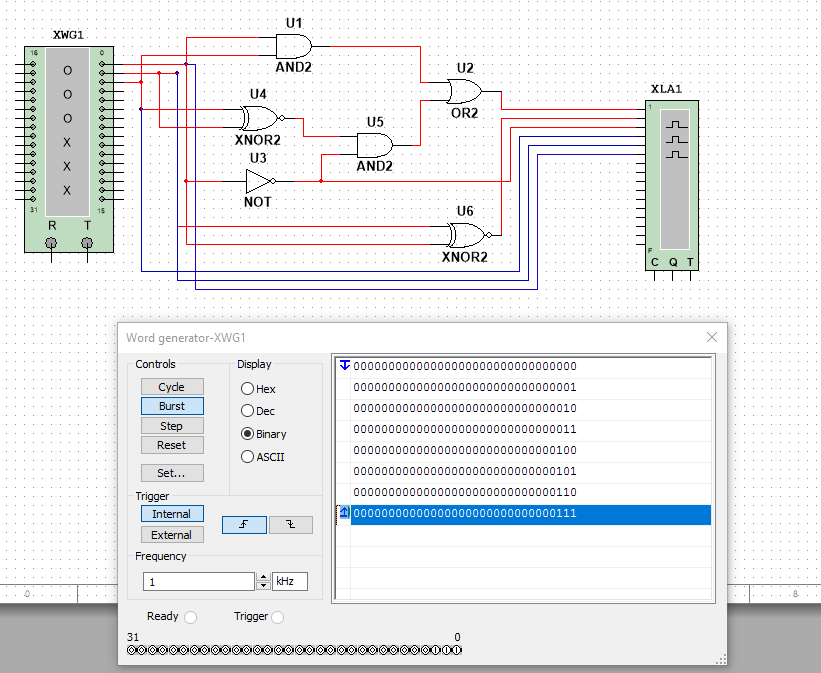 XWG1
16
0
O
O
O
X
X
X
31
15
R
T
U1
AND2
U2
OR2
U4
XNOR2
U5
AND2
U3
NOT
U6
XNOR2
XLA1
1
F
C Q T
0
8
Word generator-XWG1
Controls
Cycle
Burst
Step
Reset
Set...
Display
Hex
Dec
Binary
ASCII
Trigger
Internal
External
Frequency
1
kHz
Ready
Trigger
31
0
00000000000000000000000000000000
00000000000000000000000000000001
00000000000000000000000000000010
00000000000000000000000000000011
00000000000000000000000000000100
00000000000000000000000000000101
00000000000000000000000000000110
00000000000000000000000000000111